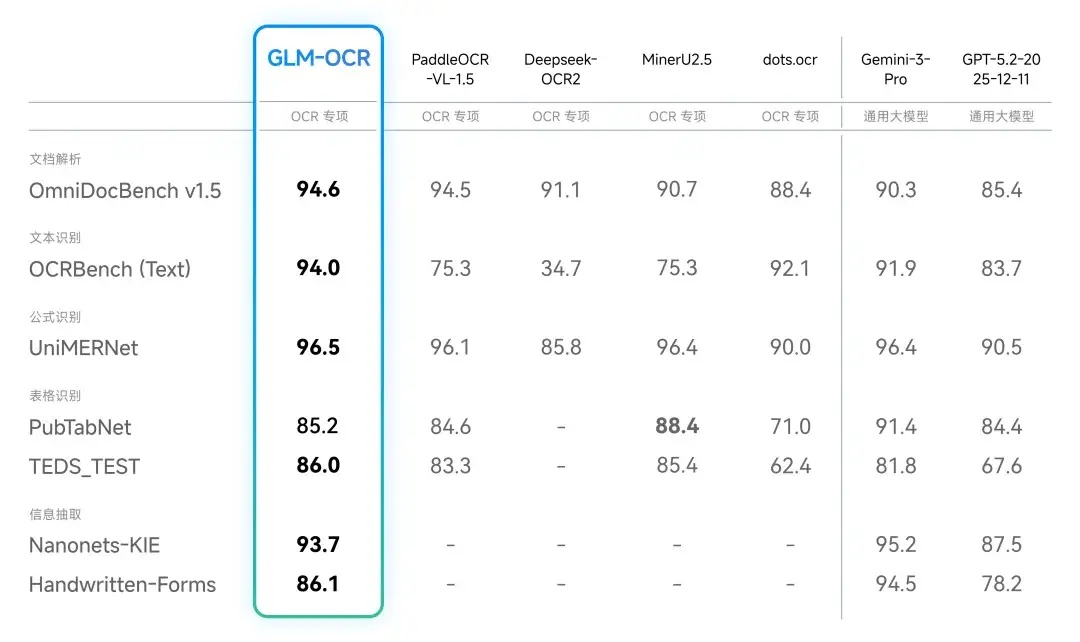 GLM-OCR PaddleOCR-VL-1.5 Deepseek-OCR2 MinerU2.5 dots.ocr Gemini-3-Pro GPT-5.2-2025-12-11
OCR 专项 OCR 专项 OCR 专项 OCR 专项 OCR 专项 通用大模型 通用大模型
文档解析
OmniDocBench v1.5 94.6 94.5 91.1 90.7 88.4 90.3 85.4
文本识别
OCRBench (Text) 94.0 75.3 34.7 75.3 92.1 91.9 83.7
公式识别
UniMERNet 96.5 96.1 85.8 96.4 90.0 96.4 90.5
表格识别
PubTabNet 85.2 84.6 – 88.4 71.0 91.4 84.4
TEDS_TEST 86.0 83.3 – 85.4 62.4 81.8 67.6
信息抽取
Nanonets-KIE 93.7 – – – – 95.2 87.5
Handwritten-Forms 86.1 – – – – 94.5 78.2